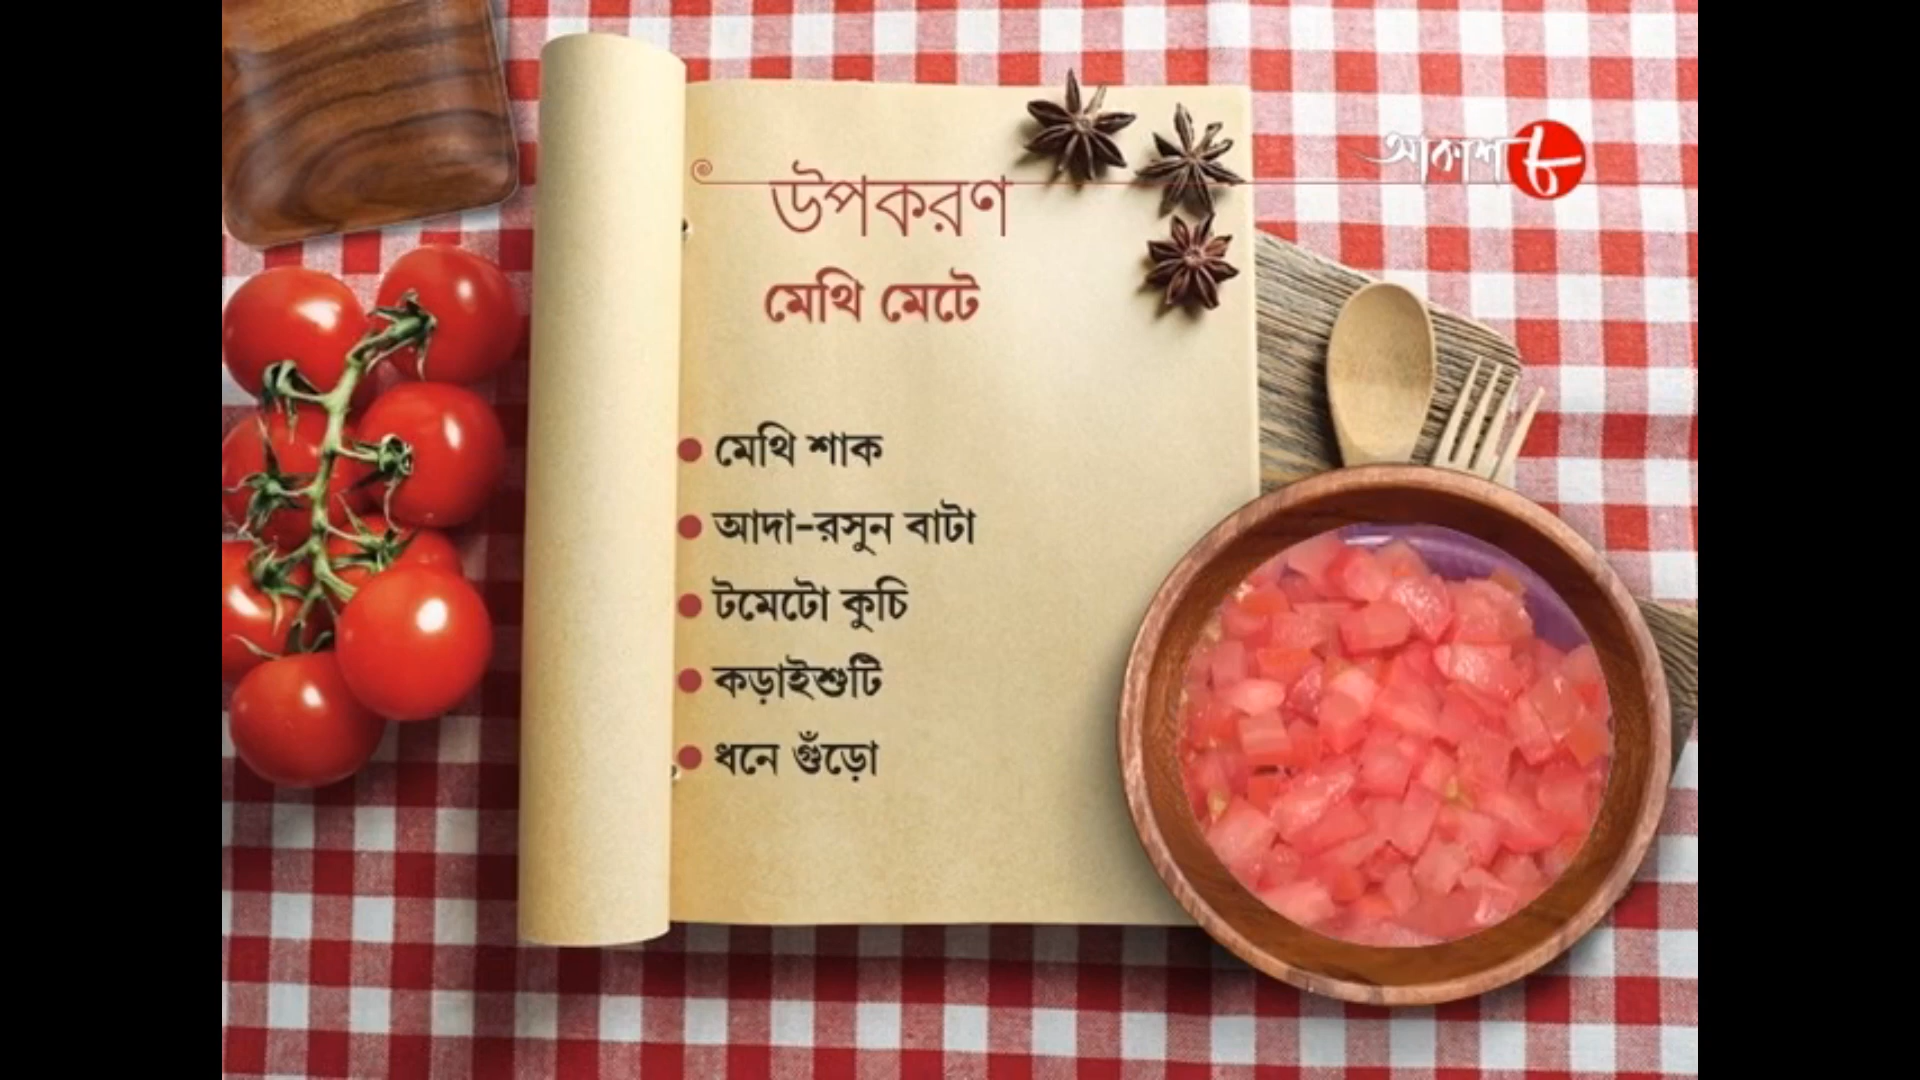 আকাশ ৮
উপকরণ
মেথি মেটে
মেথি শাক
আদা-রসুন বাটা
টমেটো কুচি
কড়াইশুটি
ধনে গুঁড়ো